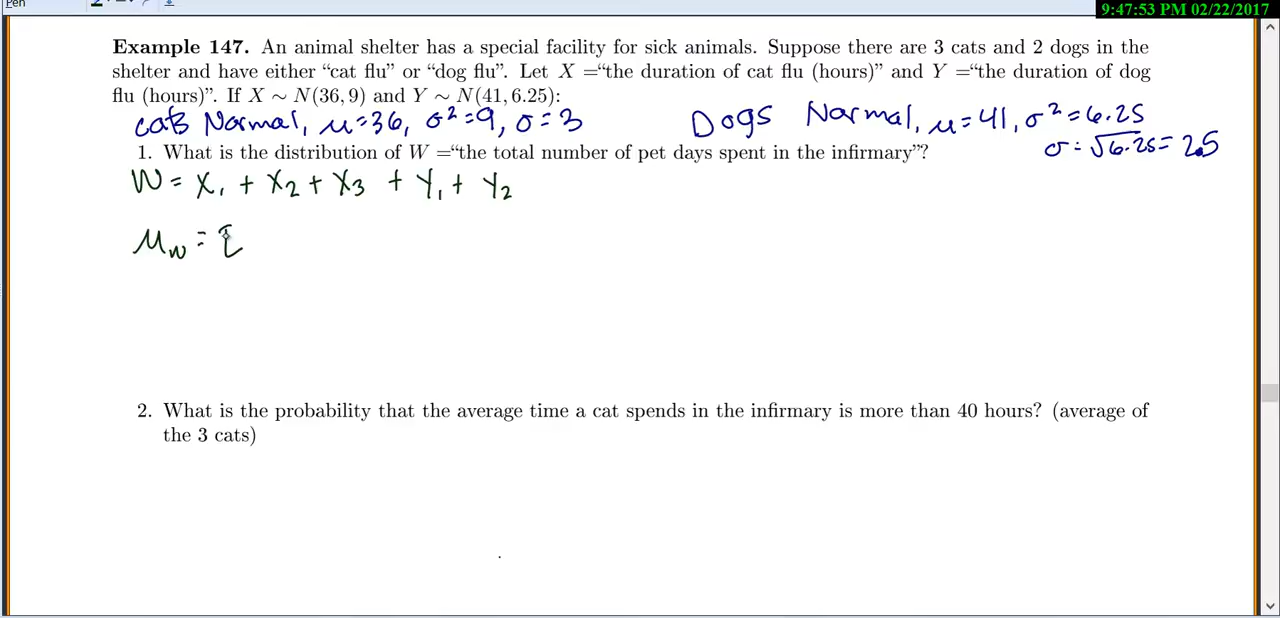 Pen
9:47:53 PM 02/22/2017
Example 147. An animal shelter has a special facility for sick animals. Suppose there are 3 cats and 2 dogs in the
shelter and have either “cat flu” or “dog flu”. Let X =“the duration of cat flu (hours)” and Y =“the duration of dog
flu (hours)”. If X ∼ N(36, 9) and Y ∼ N(41, 6.25):
cats Normal, μ=36, σ²=9, σ=3
Dogs Normal, μ=41, σ²=6.25
σ=√6.25=2.5
1. What is the distribution of W =“the total number of pet days spent in the infirmary”?
W = X₁ + X₂ + X₃ + Y₁ + Y₂
μ_W = E
2. What is the probability that the average time a cat spends in the infirmary is more than 40 hours? (average of
the 3 cats)